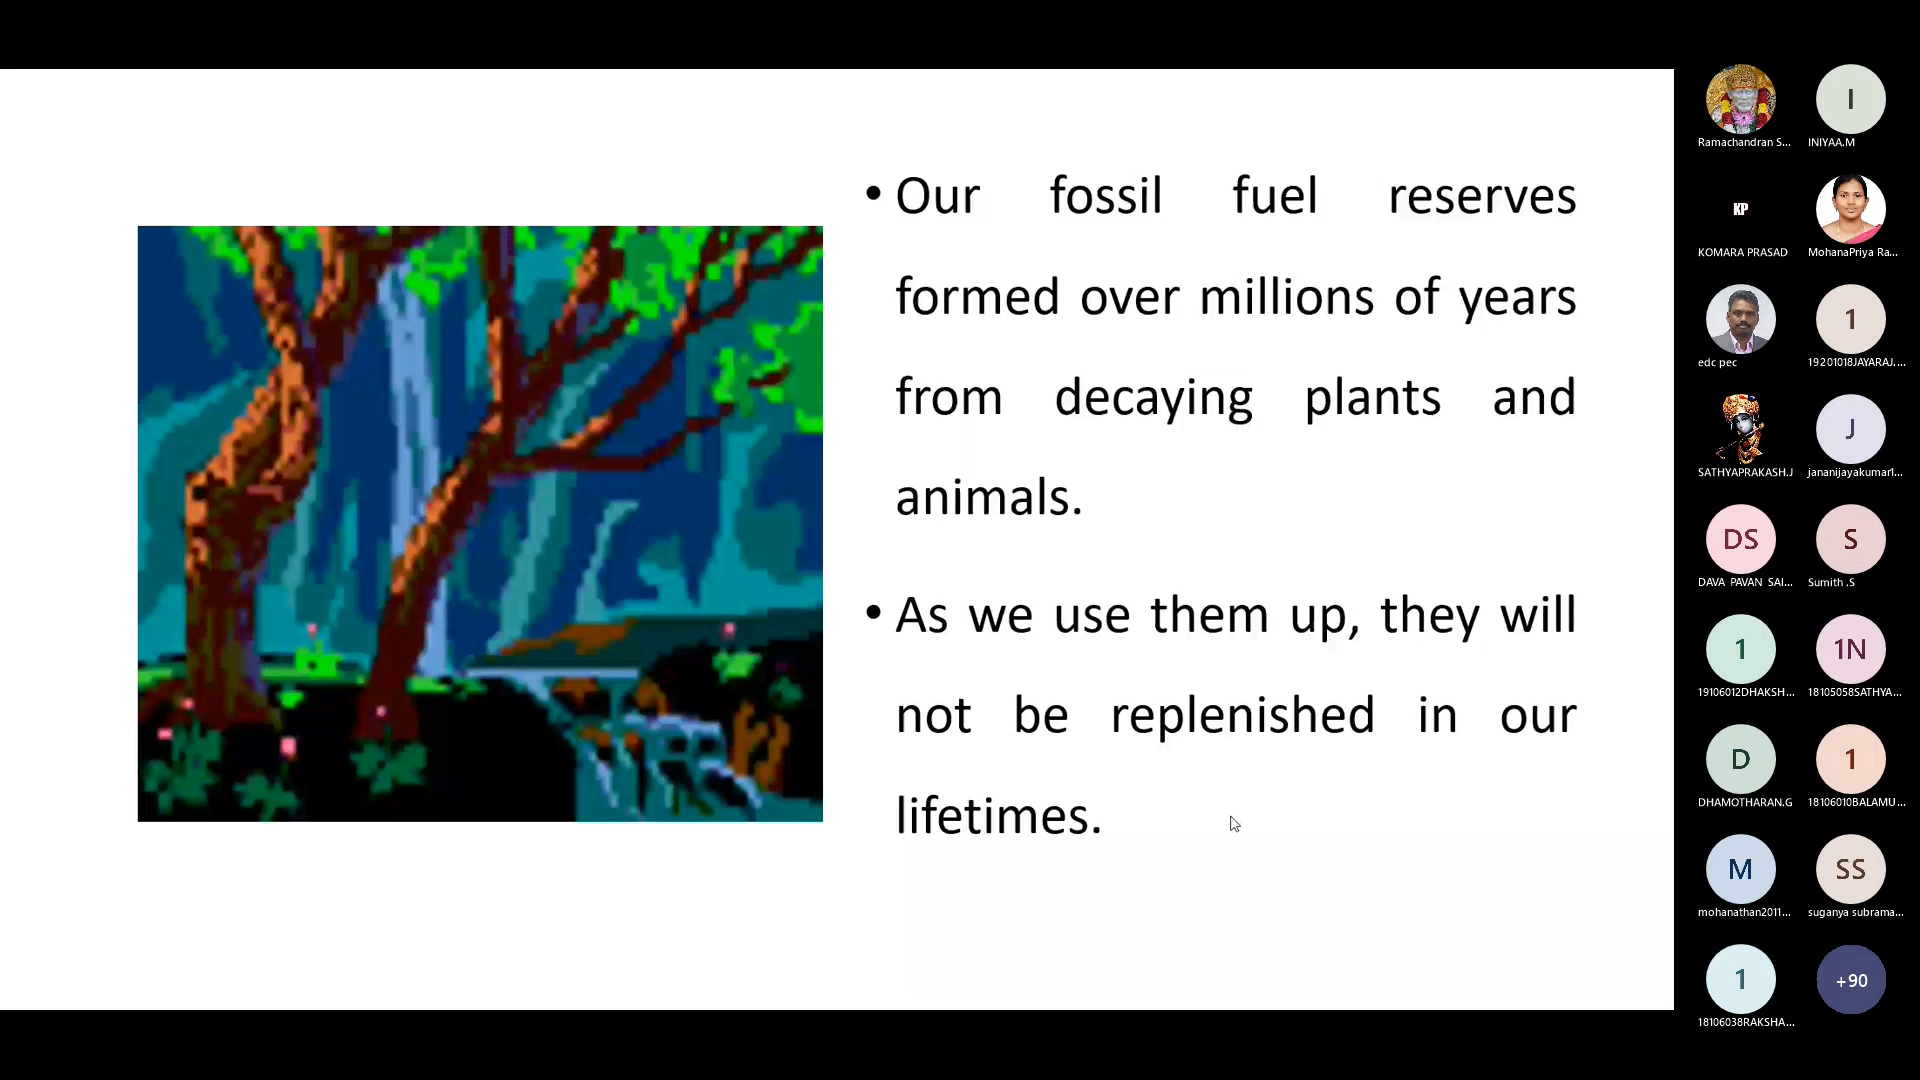 • Our fossil fuel reserves
formed over millions of years
from decaying plants and
animals.
• As we use them up, they will
not be replenished in our
lifetimes.
Ramachandran S...
I
INIYAA.M
KP
KOMARA PRASAD
MohanaPriya Ra...
edc pec
1
19201018JAYARAJ....
SATHYAPRAKASH.J
J
jananijayakumar1...
DS
DAVA PAVAN SAI...
S
Sumith .S
1
19106012DHAKSH...
1N
18105058SATHYA...
D
DHAMOTHARAN.G
1
18106010BALAMU...
M
mohanathan2011...
SS
suganya subrama...
1
18106038RAKSHA...
+90